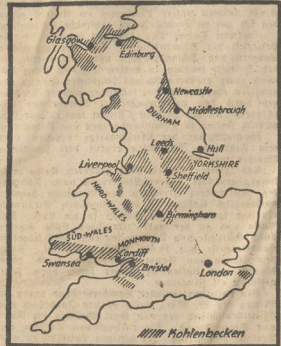 Glasgow
Edinburg
Newcastle
DURHAM
Middlesbrough
Leeds
Hull
YORKSHIRE
Liverpool
Sheffield
NORD-WALES
Birmingham
SÜD-WALES
MONMOUTH
Swansea
Cardiff
Bristol
London
Kohlenbecken